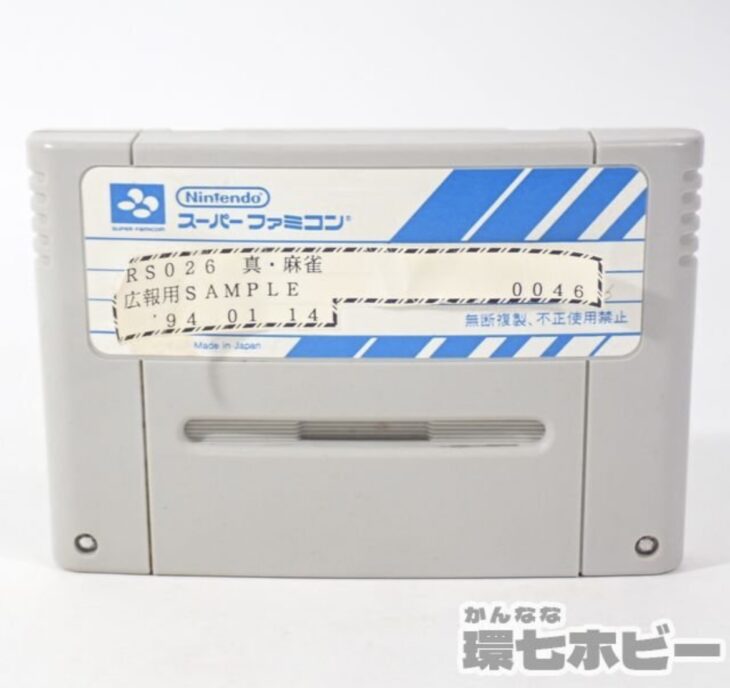 Nintendo
スーパーファミコン®
SUPER FAMICOM
RS026 真・麻雀
広報用SAMPLE 0046
'94 01 14
無断複製、不正使用禁止
Made in Japan
かんなな
環七ホビー